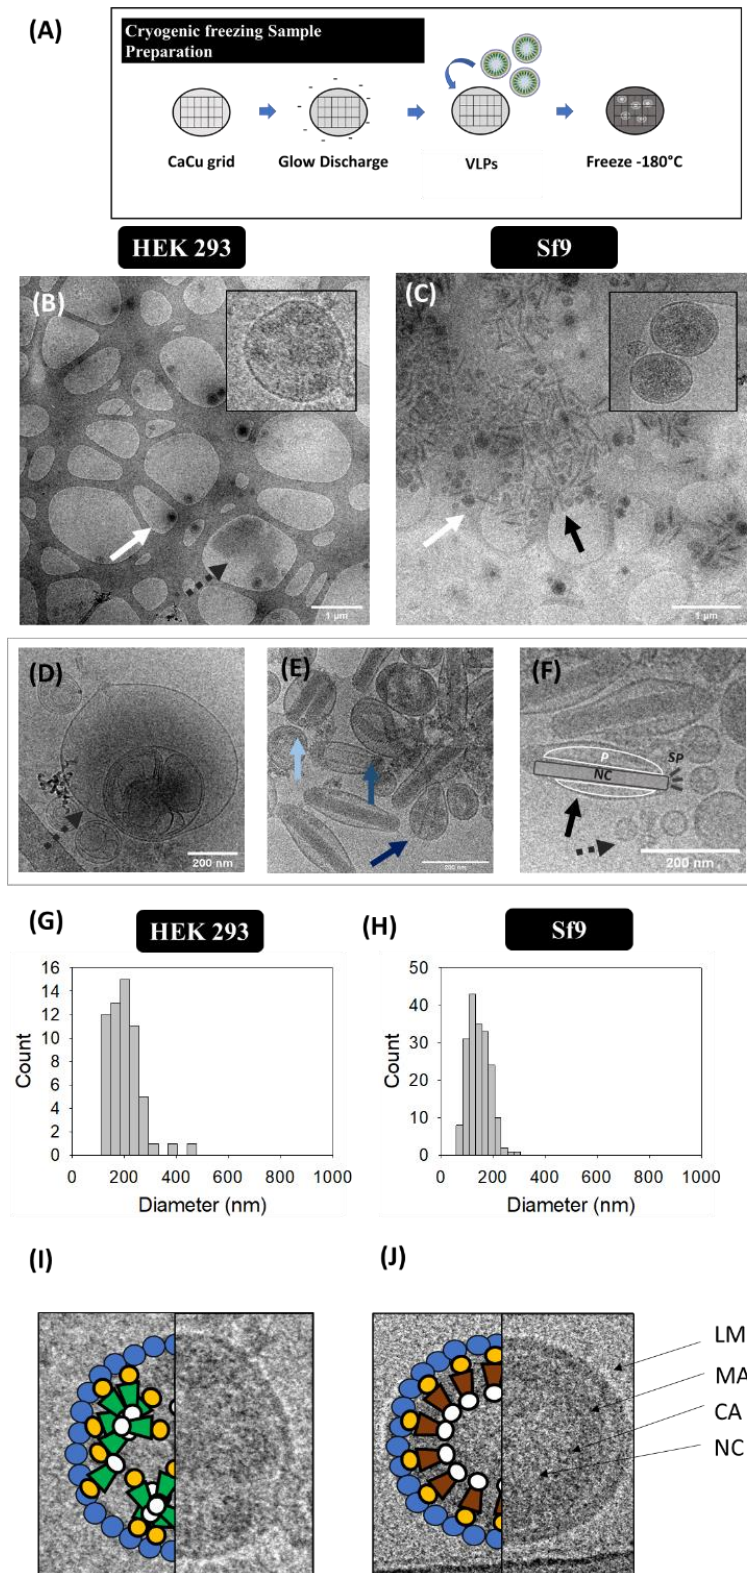 (A)
Cryogenic freezing Sample
Preparation
CaCu grid
Glow Discharge
VLPs
Freeze -180°C
HEK 293
Sf9
(B)
(C)
1 µm
1 µm
(D)
(E)
(F)
P
SP
NC
200 nm
200 nm
200 nm
(G)
HEK 293
(H)
Sf9
16
14
12
10
8
6
4
2
0
Count
0 200 400 600 800 1000
Diameter (nm)
50
40
30
20
10
0
Count
0 200 400 600 800 1000
Diameter (nm)
(I)
(J)
LM
MA
CA
NC